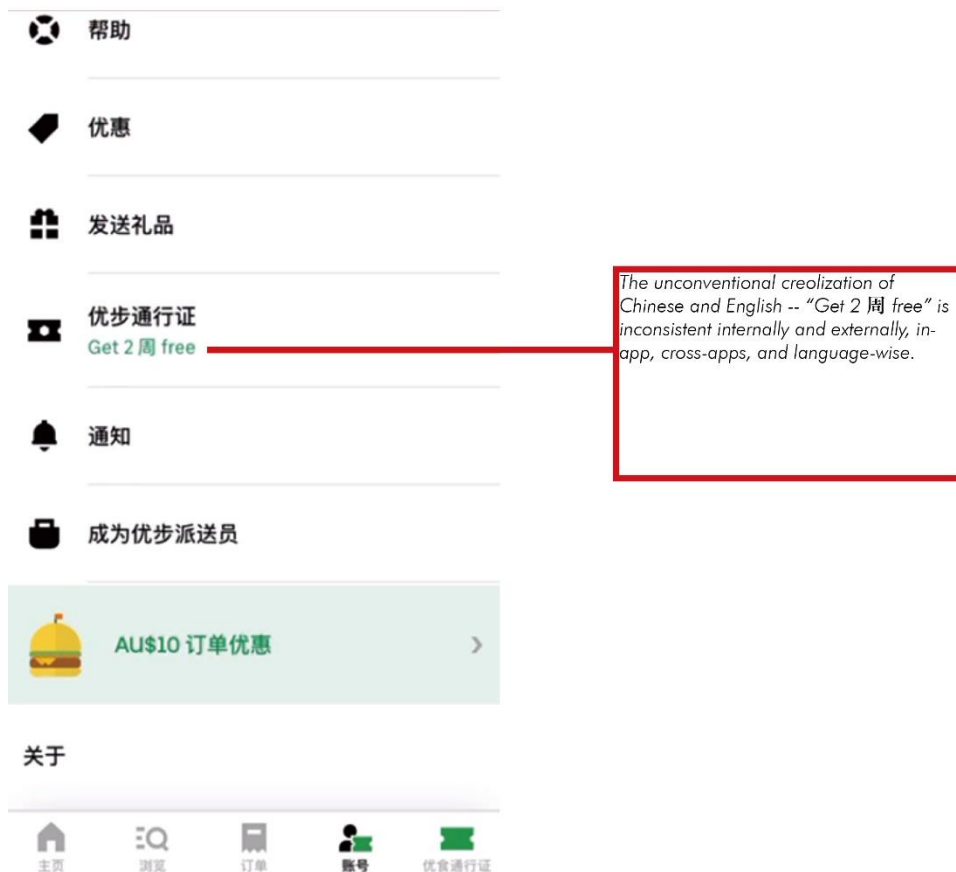 帮助
优惠
发送礼品
优步通行证
Get 2 周 free
The unconventional creolization of
Chinese and English -- “Get 2 周 free” is
inconsistent internally and externally, in-
app, cross-apps, and language-wise.
通知
成为优步派送员
AU$10 订单优惠
关于
主页
浏览
订单
账号
优食通行证